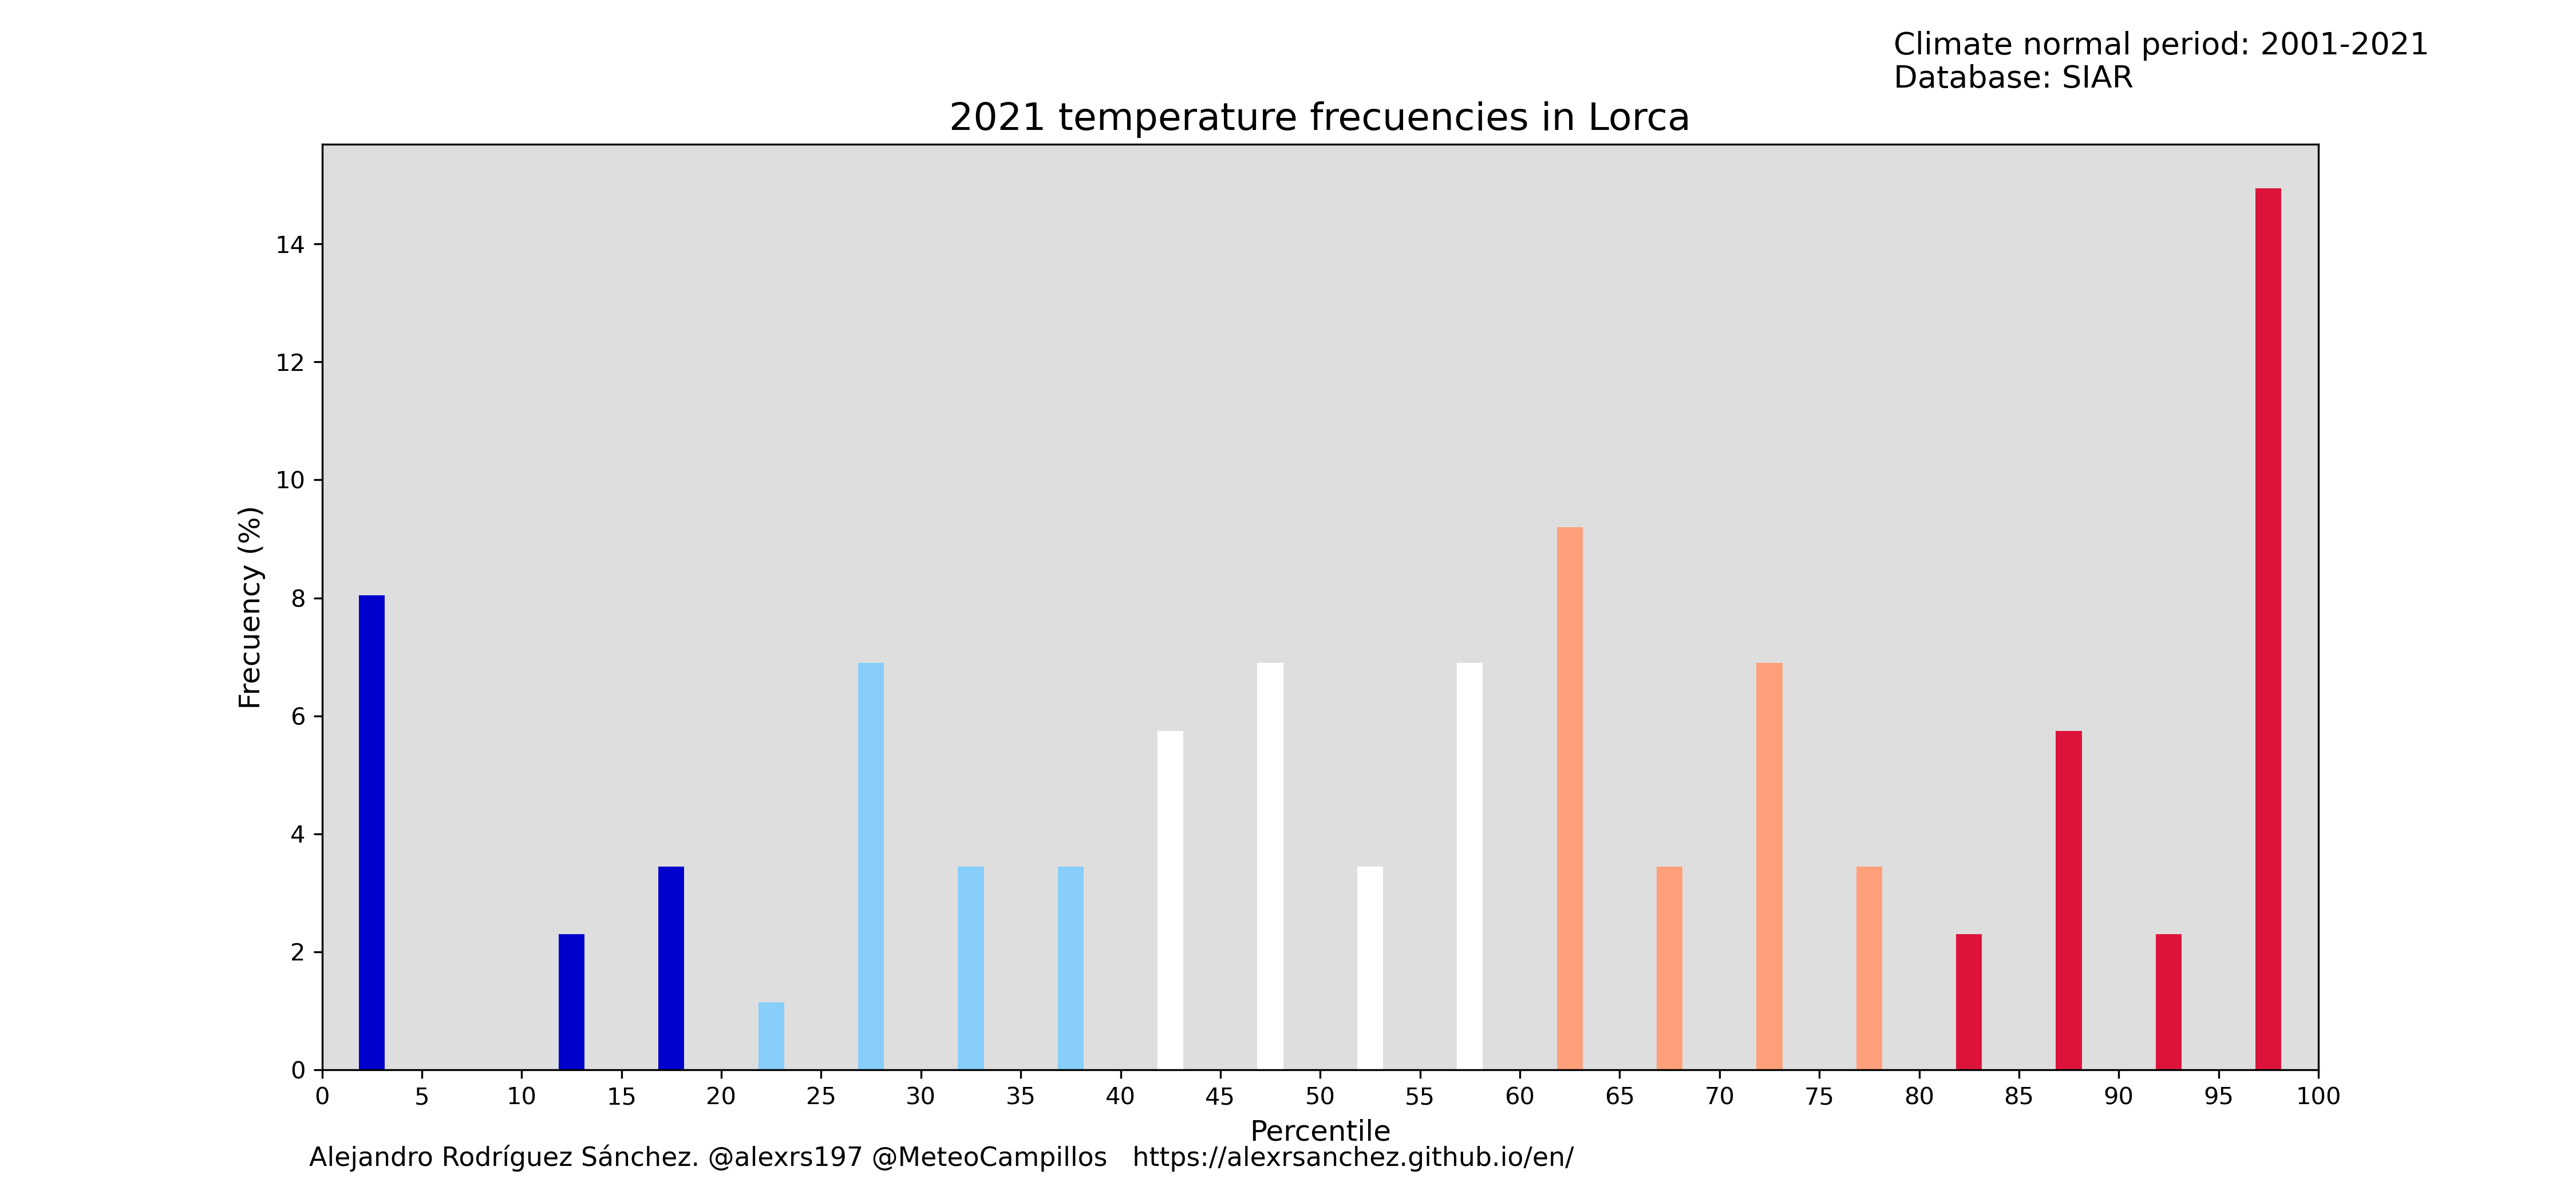 Climate normal period: 2001-2021
Database: SIAR
2021 temperature frecuencies in Lorca
14
12
10
8
6
4
2
0
Frecuency (%)
0 5 10 15 20 25 30 35 40 45 50 55 60 65 70 75 80 85 90 95 100
Percentile
Alejandro Rodríguez Sánchez. @alexrs197 @MeteoCampillos https://alexrsanchez.github.io/en/